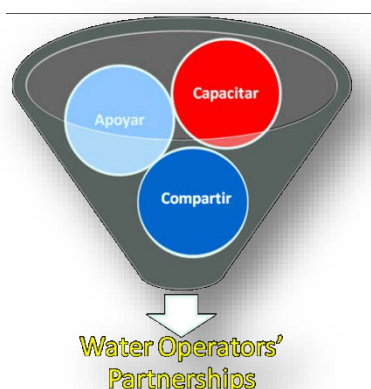 Capacitar
Apoyar
Compartir
Water Operators'
Partnerships